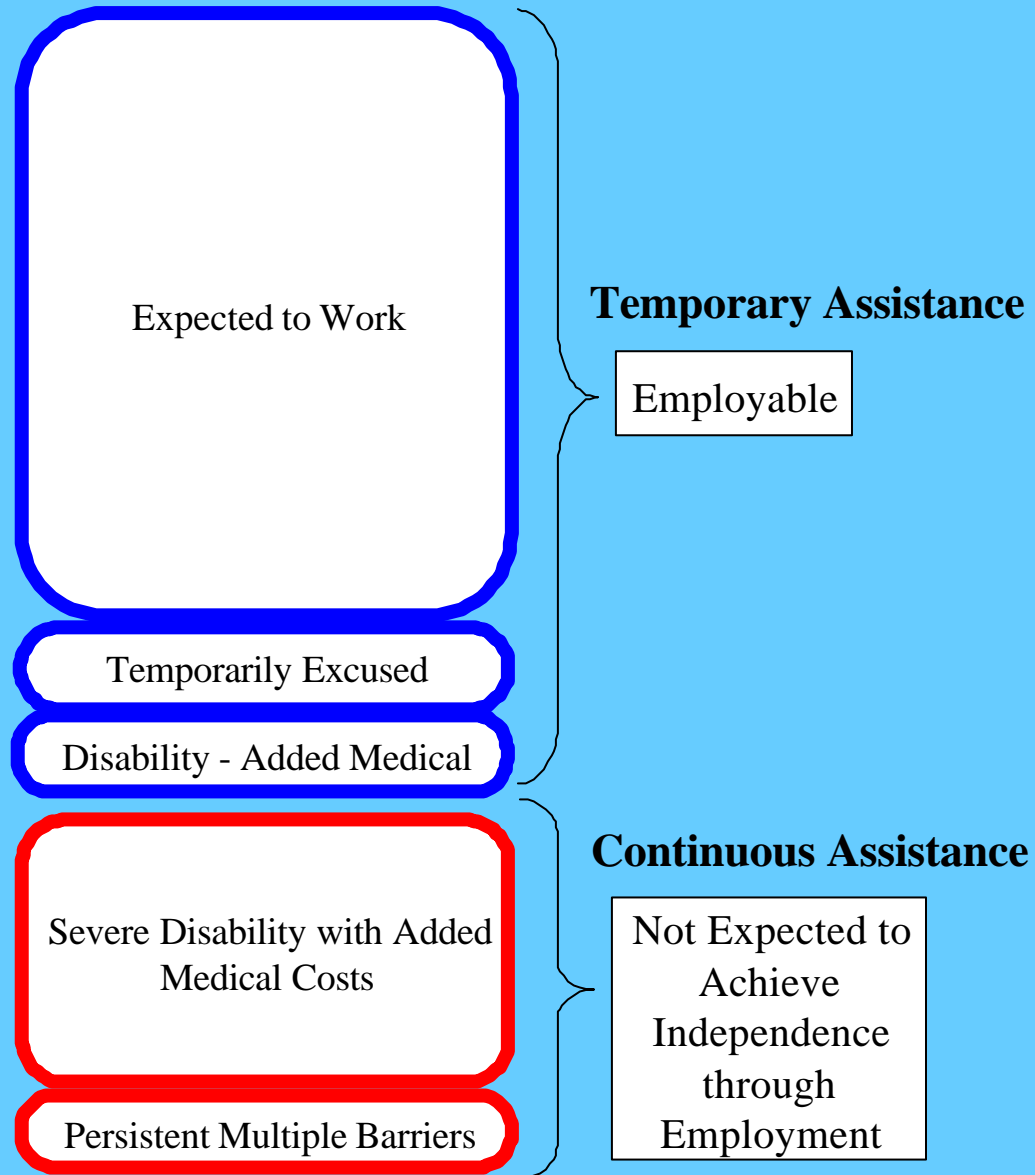 Expected to Work
Temporary Assistance
Employable
Temporarily Excused
Disability - Added Medical
Continuous Assistance
Severe Disability with Added
Medical Costs
Not Expected to
Achieve
Independence
through
Employment
Persistent Multiple Barriers